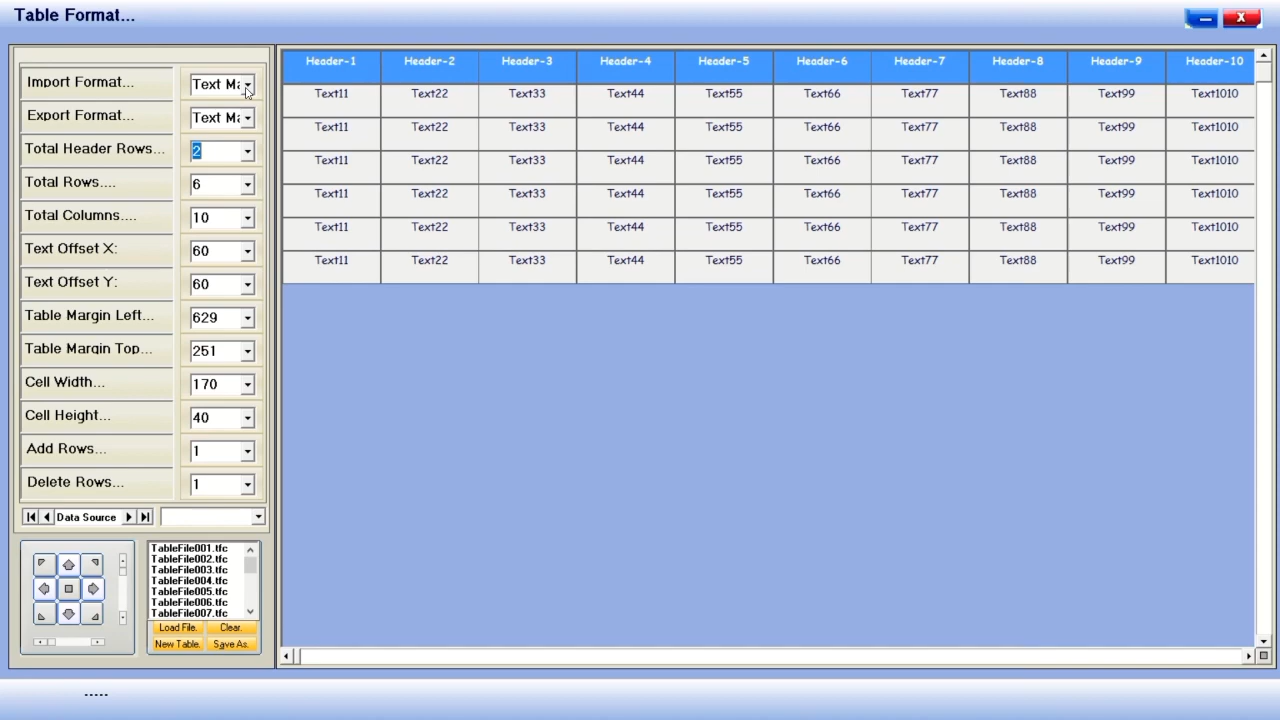 Table Format...
X
Import Format...
Text Ma
Export Format...
Text Ma
Total Header Rows...
2
Total Rows....
6
Total Columns....
10
Text Offset X:
60
Text Offset Y:
60
Table Margin Left...
629
Table Margin Top...
251
Cell Width...
170
Cell Height...
40
Add Rows...
1
Delete Rows...
1
Data Source
TableFile001.tfc
TableFile002.tfc
TableFile003.tfc
TableFile004.tfc
TableFile005.tfc
TableFile006.tfc
TableFile007.tfc
Load File. Clear.
New Table. Save As.
Header-1 Header-2 Header-3 Header-4 Header-5 Header-6 Header-7 Header-8 Header-9 Header-10
Text11 Text22 Text33 Text44 Text55 Text66 Text77 Text88 Text99 Text1010
Text11 Text22 Text33 Text44 Text55 Text66 Text77 Text88 Text99 Text1010
Text11 Text22 Text33 Text44 Text55 Text66 Text77 Text88 Text99 Text1010
Text11 Text22 Text33 Text44 Text55 Text66 Text77 Text88 Text99 Text1010
Text11 Text22 Text33 Text44 Text55 Text66 Text77 Text88 Text99 Text1010
Text11 Text22 Text33 Text44 Text55 Text66 Text77 Text88 Text99 Text1010
.....